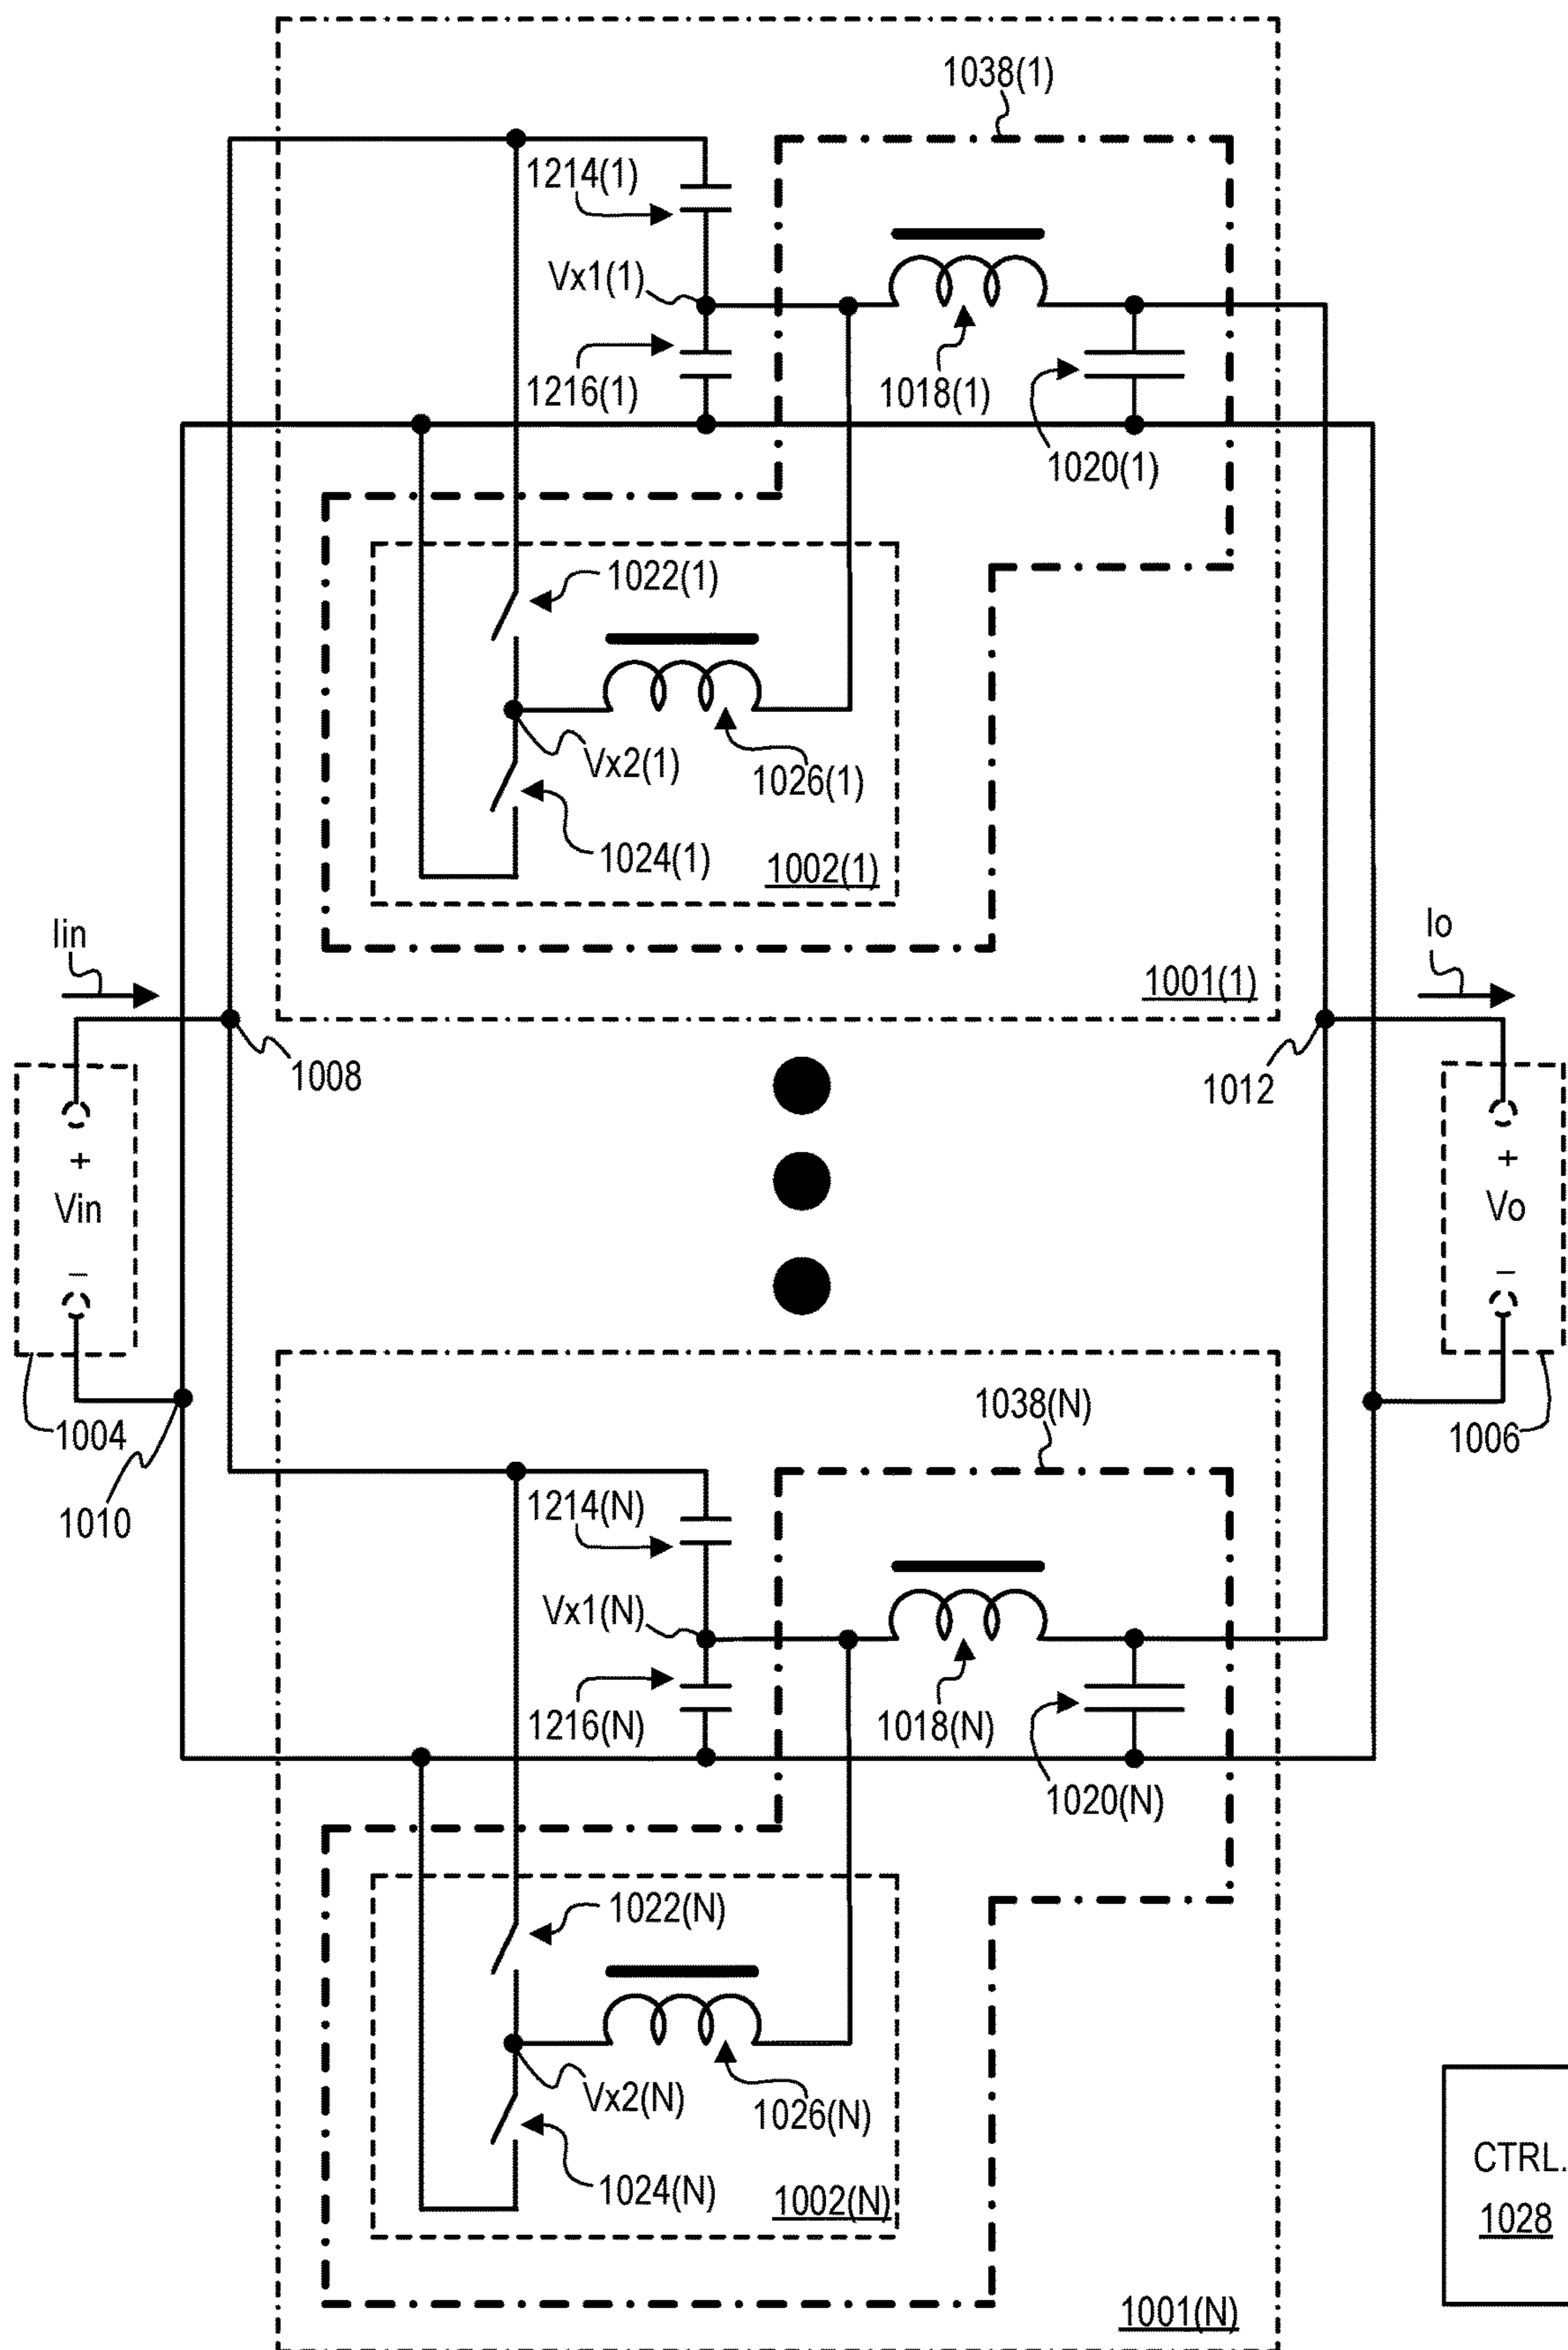 1038(1)
1214(1)
Vx1(1)
1216(1)
1018(1)
1020(1)
1022(1)
Vx2(1)
1026(1)
1024(1)
1002(1)
Iin
Io
1001(1)
1008
1012
+
Vin
−
+
Vo
−
1004
1006
1010
1038(N)
1214(N)
Vx1(N)
1216(N)
1018(N)
1020(N)
1022(N)
Vx2(N)
1026(N)
1024(N)
1002(N)
CTRL.
1028
1001(N)